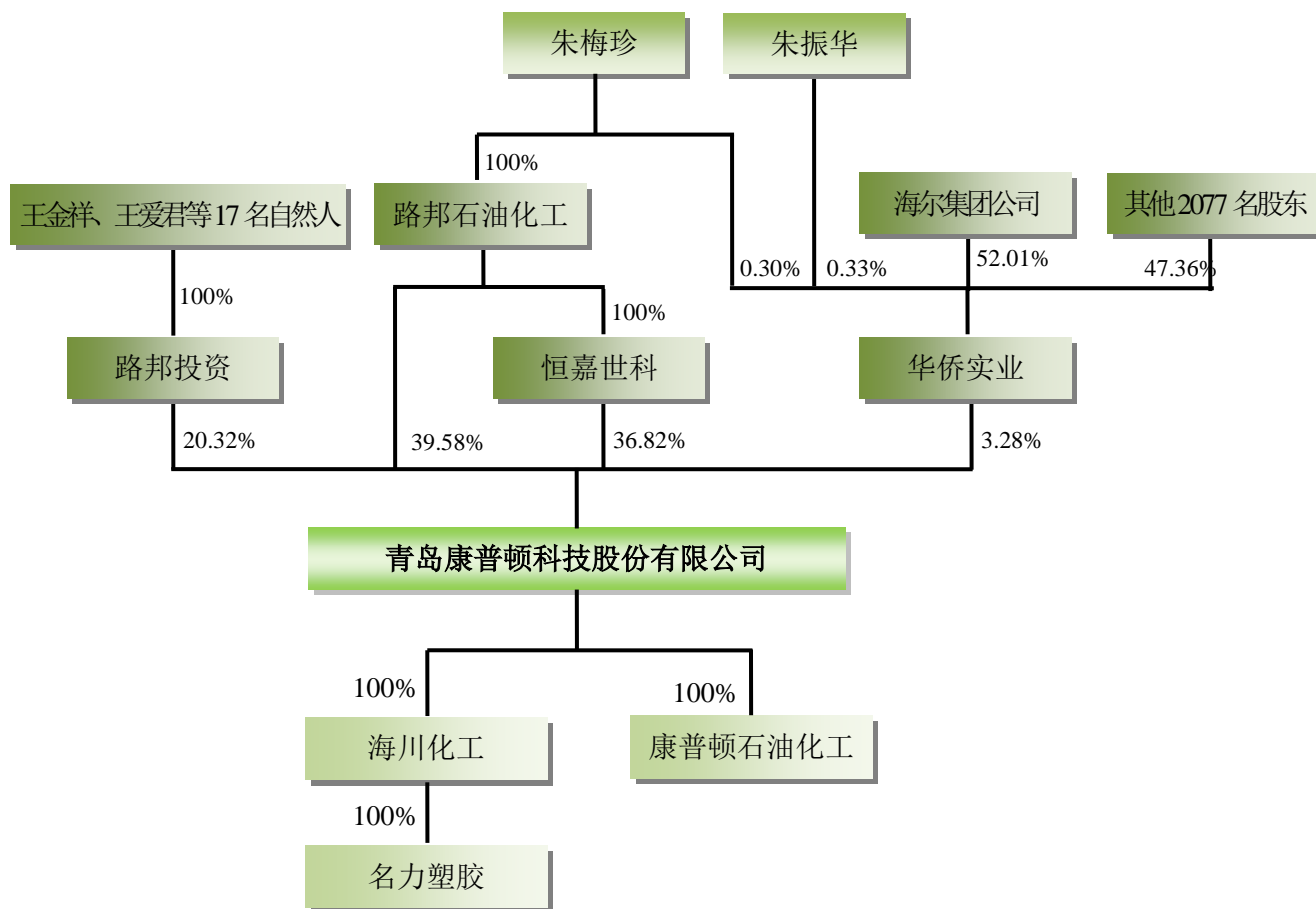 朱梅珍
朱振华
100%
王金祥、王爱君等17名自然人
路邦石油化工
海尔集团公司
其他2077名股东
0.30%
0.33%
52.01%
47.36%
100%
100%
路邦投资
恒嘉世科
华侨实业
20.32%
39.58%
36.82%
3.28%
青岛康普顿科技股份有限公司
100%
100%
海川化工
康普顿石油化工
100%
名力塑胶